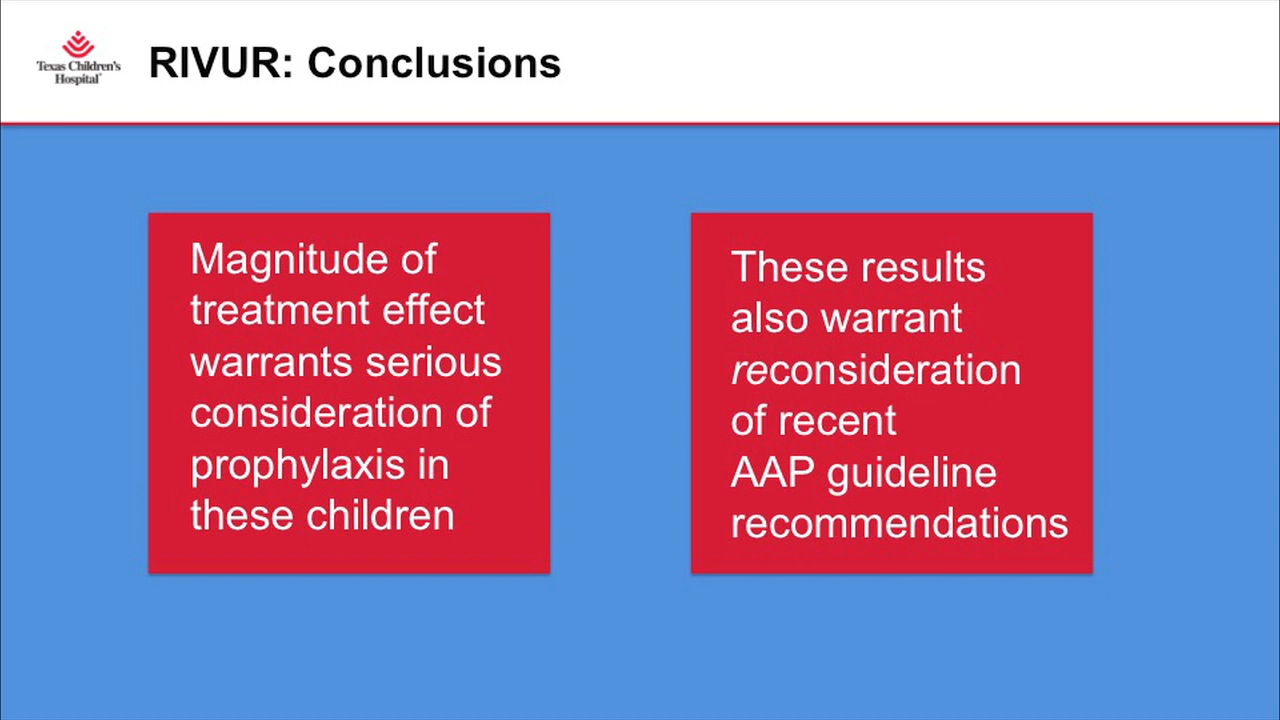 Texas Children's
Hospital
RIVUR: Conclusions
Magnitude of
treatment effect
warrants serious
consideration of
prophylaxis in
these children
These results
also warrant
reconsideration
of recent
AAP guideline
recommendations